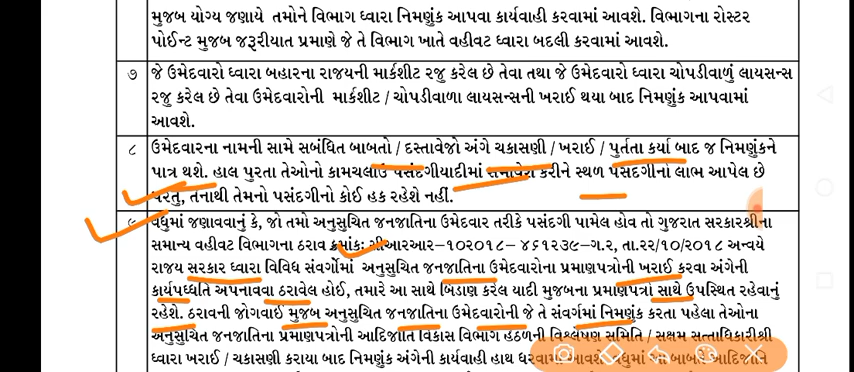 મુજબ યોગ્ય જણાયે તમોને વિભાગ ધ્વારા નિમણુંક આપવા કાર્યવાહી કરવામાં આવશે. વિભાગના રોસ્ટર
પોઈન્ટ મુજબ જરૂરીયાત પ્રમાણે જે તે વિભાગ ખાતે વહીવટ ધ્વારા બદલી કરવામાં આવશે.
૭ જે ઉમેદવારો ધ્વારા બહારના રાજયની માર્કશીટ રજુ કરેલ છે તેવા તથા જે ઉમેદવારો ધ્વારા ચોપડીવાળું લાયસન્સ
રજુ કરેલ છે તેવા ઉમેદવારોની માર્કશીટ / ચોપડીવાળા લાયસન્સની ખરાઈ થયા બાદ નિમણુંક આપવામાં
આવશે.
૮ ઉમેદવારના નામની સામે સબંધિત બાબતો / દસ્તાવેજો અંગે ચકાસણી / ખરાઈ / પુર્તતા કર્યા બાદ જ નિમણુંકને
પાત્ર થશે. હાલ પુરતા તેઓનો કામચલાઉ પસંદગીયાદીમાં સમાવેશ કરીને સ્થળ પસંદગીનો લાભ આપેલ છે
પરંતુ, તેનાથી તેમનો પસંદગીનો કોઈ હક રહેશે નહીં.
૯ વધુમાં જણાવવાનું કે, જો તમો અનુસુચિત જનજાતિના ઉમેદવાર તરીકે પસંદગી પામેલ હોવ તો ગુજરાત સરકારશ્રીના
સમાન્ય વહીવટ વિભાગના ઠરાવ ક્રમાંકઃ સીઆરઆર–૧૦૨૦૧૮– ૪૬૧૨૩૯–ગ.ર, તા.૨૨/૧૦/૨૦૧૮ અન્વયે
રાજય સરકાર ધ્વારા વિવિધ સંવર્ગોમાં અનુસુચિત જનજાતિના ઉમેદવારોના પ્રમાણપત્રોની ખરાઈ કરવા અંગેની
કાર્યપધ્ધતિ અપનાવવા ઠરાવેલ હોઈ, તમારે આ સાથે બિડાણ કરેલ યાદી મુજબના પ્રમાણપત્રો સાથે ઉપસ્થિત રહેવાનું
રહેશે. ઠરાવની જોગવાઈ મુજબ અનુસુચિત જનજાતિના ઉમેદવારોની જે તે સંવર્ગમાં નિમણુંક કરતા પહેલા તેઓના
અનુસુચિત જનજાતિના પ્રમાણપત્રોની આદિજાતિ વિકાસ વિભાગ હેઠળની વિશ્લેષણ સમિતિ / સક્ષમ સત્તાધિકારીશ્રી
ધ્વારા ખરાઈ / ચકાસણી કરાયા બાદ નિમણુંક અંગેની કાર્યવાહી હાથ ધરવામાં આવશે. વધુમાં આ બાબતે આદિજાતિ